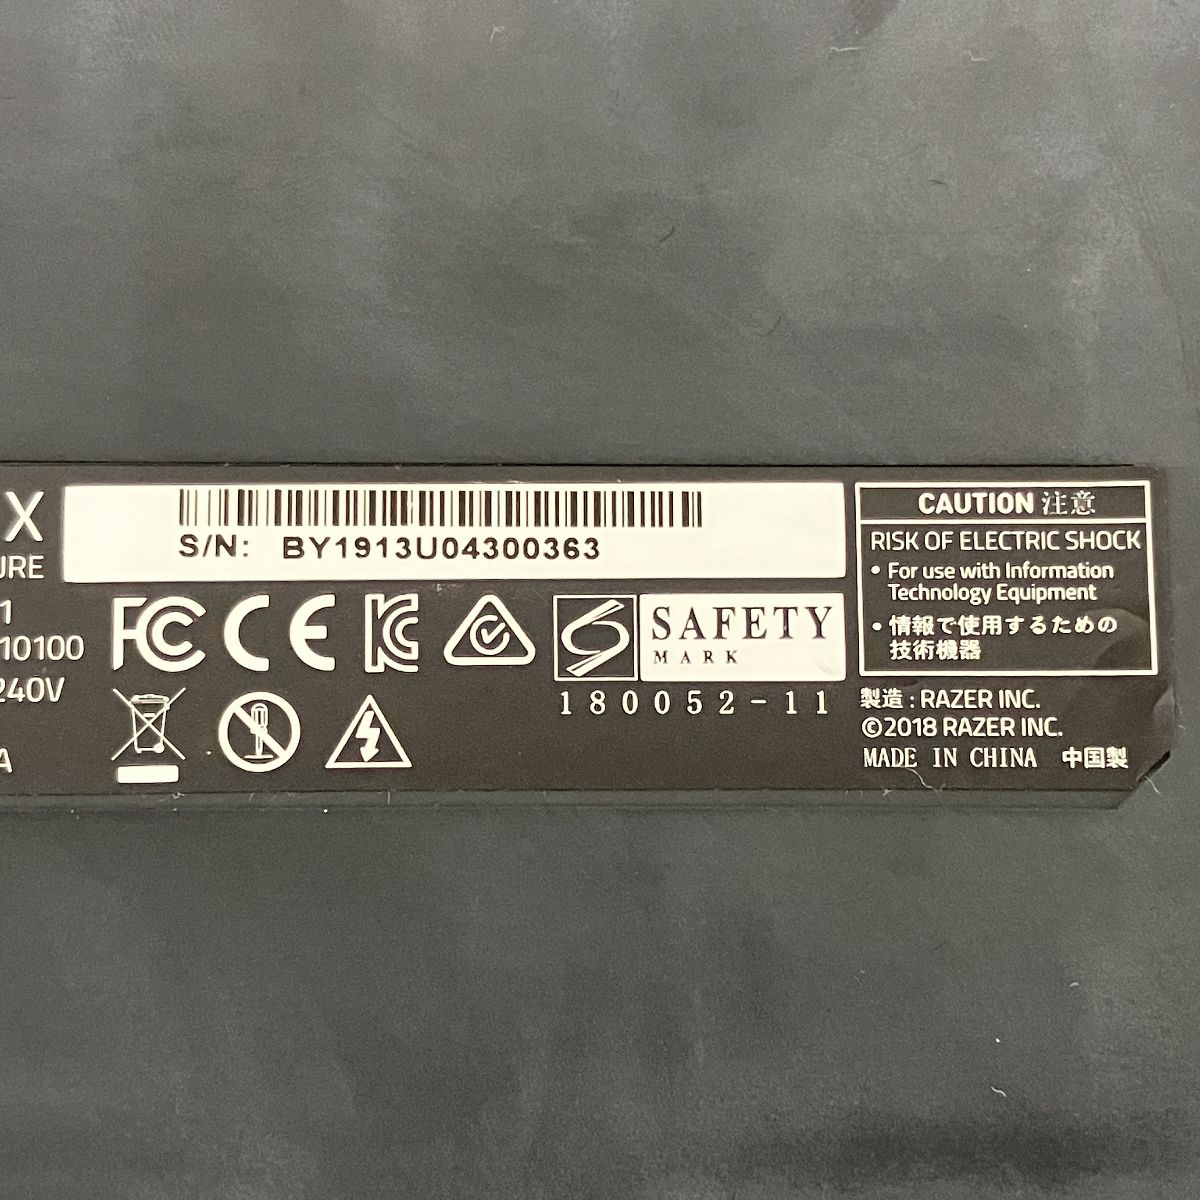 X
URE
1
10100
240V
A
S/N: BY1913U04300363
FC CE KC
SAFETY
MARK
180052-11
CAUTION 注意
RISK OF ELECTRIC SHOCK
• For use with Information
Technology Equipment
• 情報で使用するための
技術機器
製造 : RAZER INC.
©2018 RAZER INC.
MADE IN CHINA 中国製